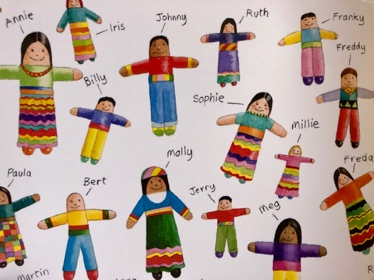 Annie
Iris
Johnny
Ruth
Franky
Freddy
Billy
Sophie
Millie
Molly
Freda
Paula
Bert
Jerry
meg
martin
R